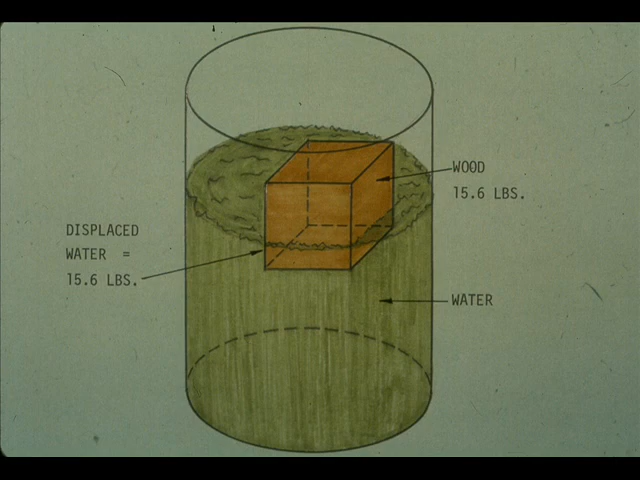 WOOD
15.6 LBS.
DISPLACED
WATER =
15.6 LBS.
WATER